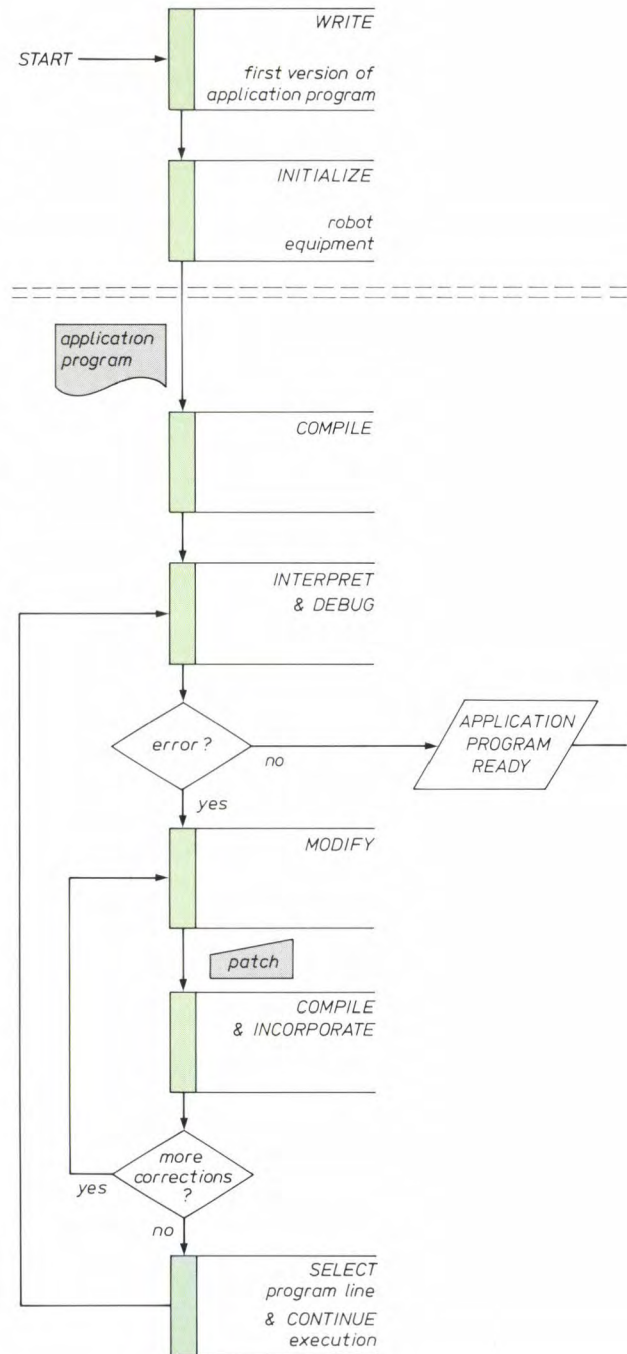 WRITE
START
first version of
application program
INITIALIZE
robot
equipment
application
program
COMPILE
INTERPRET
& DEBUG
error?
no
APPLICATION
PROGRAM
READY
yes
MODIFY
patch
COMPILE
& INCORPORATE
more
corrections
?
yes
no
SELECT
program line
& CONTINUE
execution